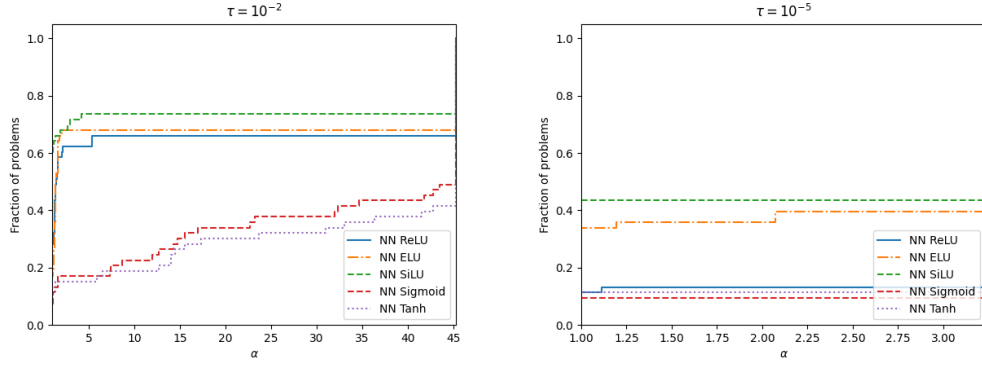 τ = 10⁻²
Fraction of problems
1.0
0.8
0.6
0.4
0.2
0.0
5
10
15
20
25
30
35
40
45
α
NN ReLU
NN ELU
NN SiLU
NN Sigmoid
NN Tanh
τ = 10⁻⁵
Fraction of problems
1.0
0.8
0.6
0.4
0.2
0.0
1.00
1.25
1.50
1.75
2.00
2.25
2.50
2.75
3.00
α
NN ReLU
NN ELU
NN SiLU
NN Sigmoid
NN Tanh